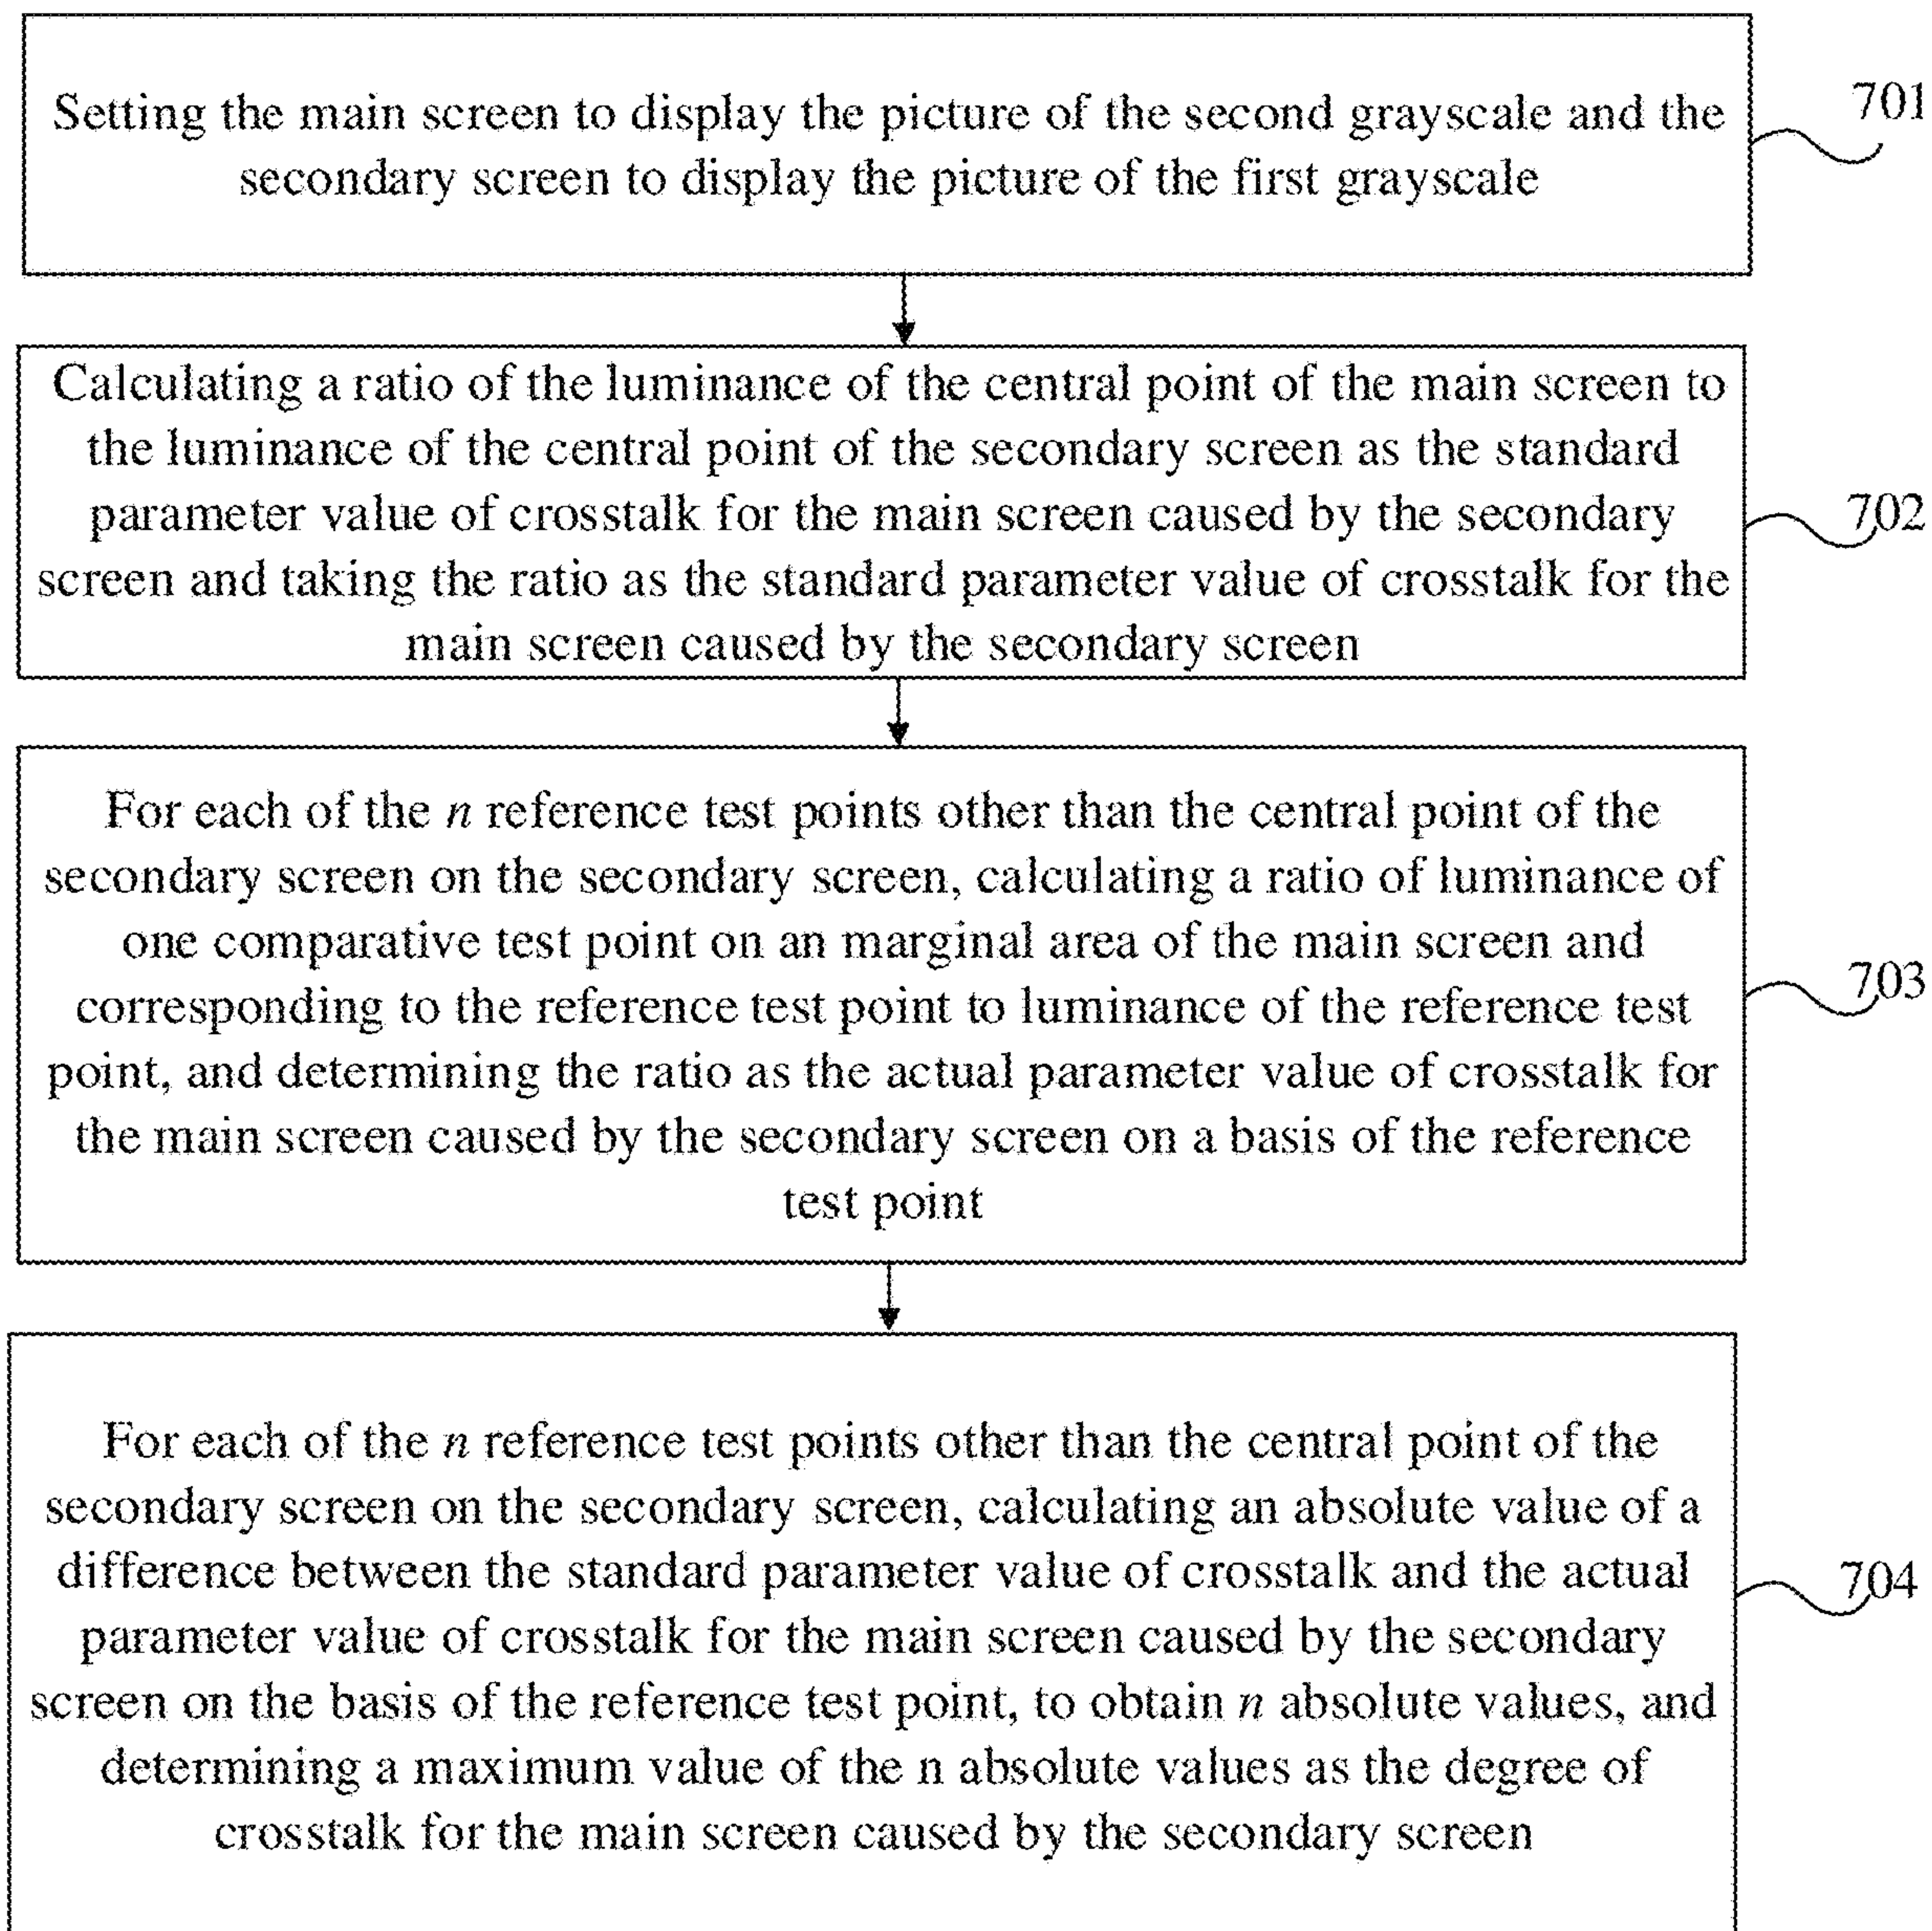 Setting the main screen to display the picture of the second grayscale and the
secondary screen to display the picture of the first grayscale
701
Calculating a ratio of the luminance of the central point of the main screen to
the luminance of the central point of the secondary screen as the standard
parameter value of crosstalk for the main screen caused by the secondary
screen and taking the ratio as the standard parameter value of crosstalk for the
main screen caused by the secondary screen
702
For each of the n reference test points other than the central point of the
secondary screen on the secondary screen, calculating a ratio of luminance of
one comparative test point on an marginal area of the main screen and
corresponding to the reference test point to luminance of the reference test
point, and determining the ratio as the actual parameter value of crosstalk for
the main screen caused by the secondary screen on a basis of the reference
test point
703
For each of the n reference test points other than the central point of the
secondary screen on the secondary screen, calculating an absolute value of a
difference between the standard parameter value of crosstalk and the actual
parameter value of crosstalk for the main screen caused by the secondary
screen on the basis of the reference test point, to obtain n absolute values, and
determining a maximum value of the n absolute values as the degree of
crosstalk for the main screen caused by the secondary screen
704